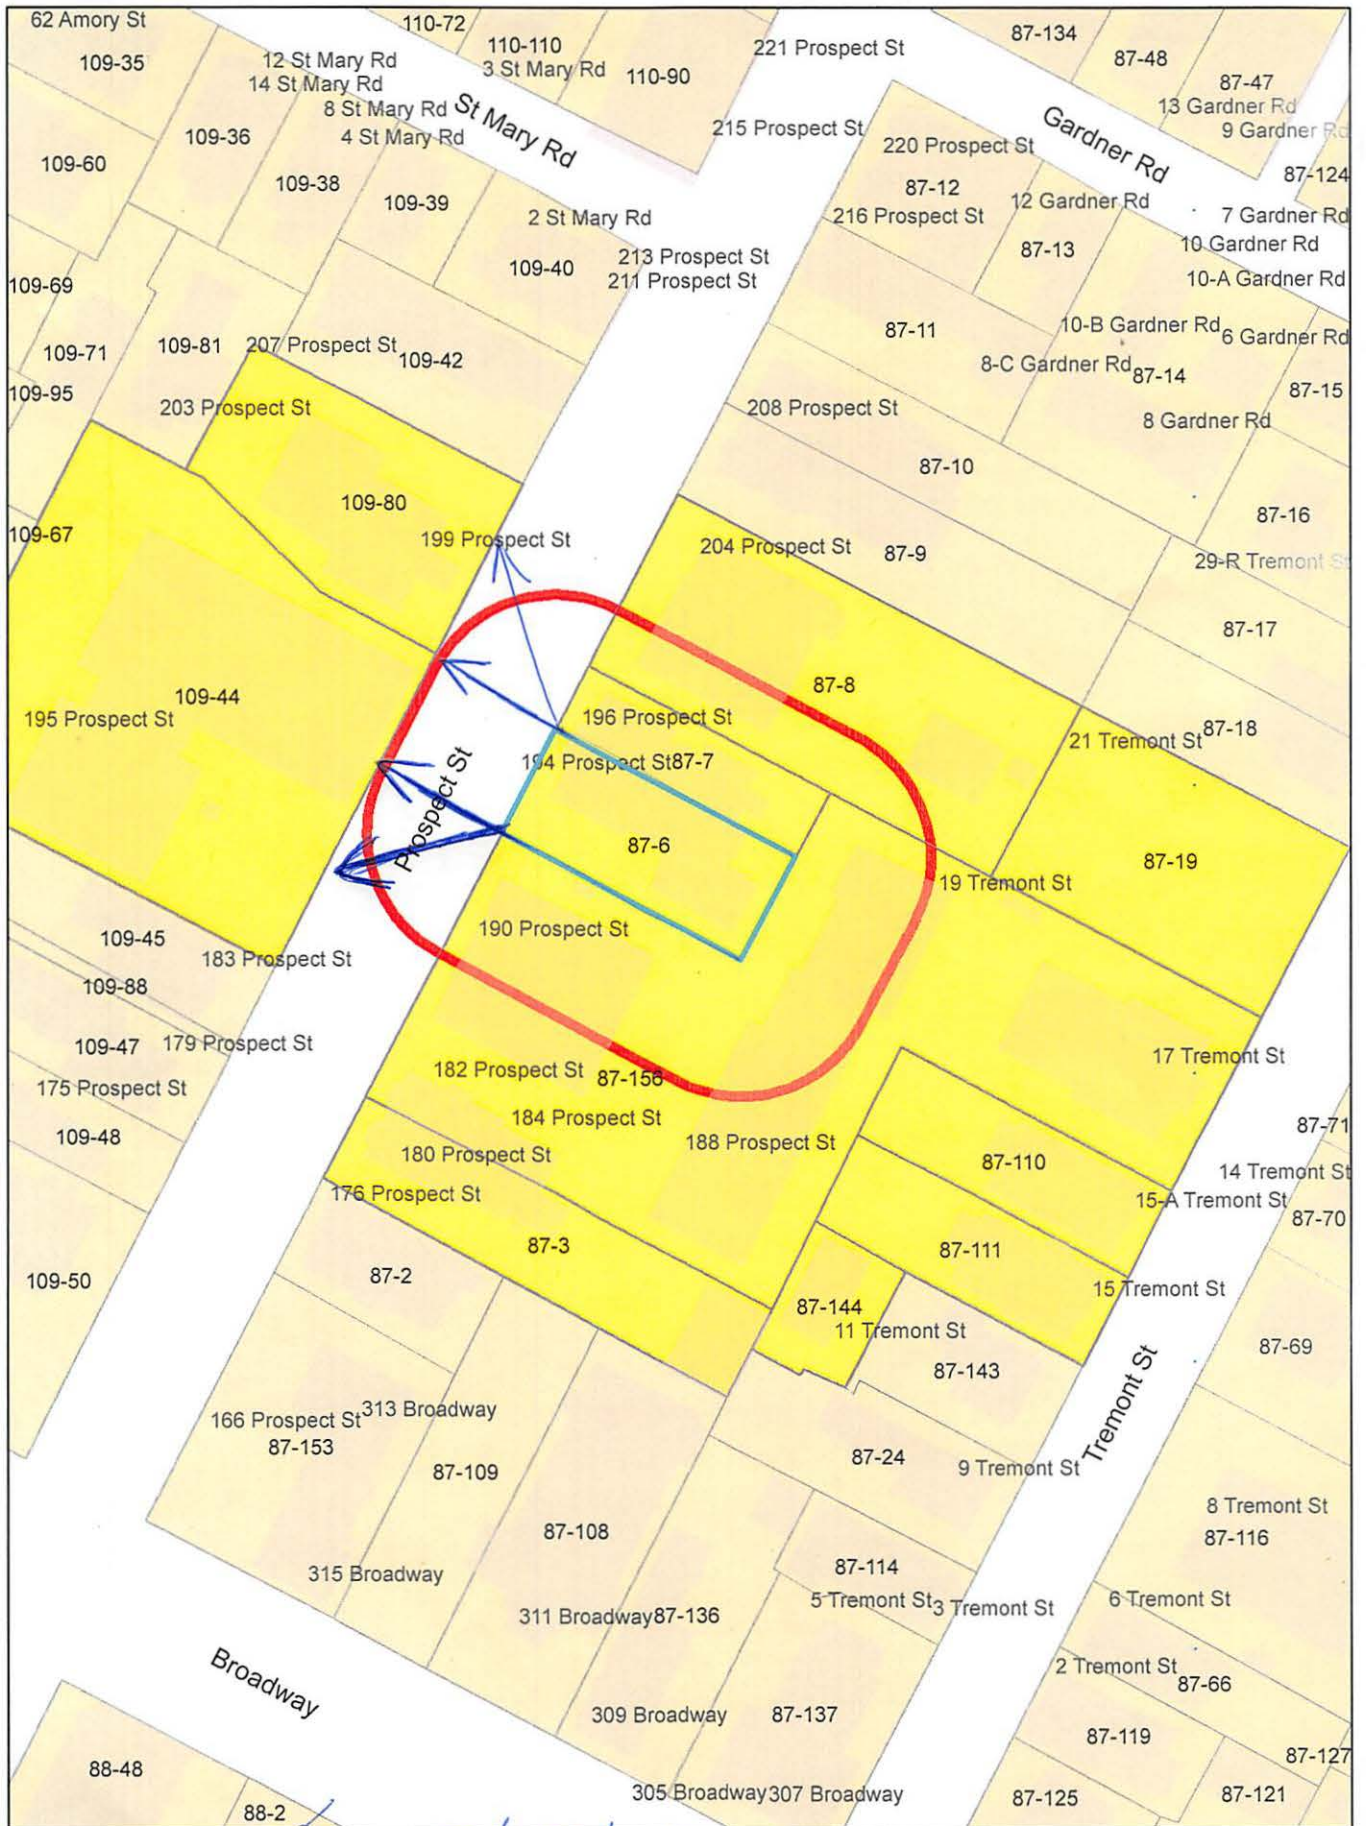 62 Amory St
109-35
12 St Mary Rd
14 St Mary Rd
8 St Mary Rd
4 St Mary Rd
110-72
110-110
3 St Mary Rd
110-90
St Mary Rd
221 Prospect St
215 Prospect St
87-134
87-48
87-47
13 Gardner Rd
9 Gardner Rd
Gardner Rd
220 Prospect St
87-12
216 Prospect St
12 Gardner Rd
87-13
87-124
7 Gardner Rd
10 Gardner Rd
10-A Gardner Rd
109-60
109-36
109-38
109-39
2 St Mary Rd
109-40
213 Prospect St
211 Prospect St
109-69
109-71
109-81
207 Prospect St
109-42
109-95
203 Prospect St
87-11
10-B Gardner Rd
6 Gardner Rd
8-C Gardner Rd
87-14
87-15
8 Gardner Rd
208 Prospect St
87-10
87-16
29-R Tremont St
109-67
109-80
199 Prospect St
204 Prospect St
87-9
87-17
109-44
195 Prospect St
87-8
196 Prospect St
194 Prospect St
87-7
21 Tremont St
87-18
Prospect St
87-6
87-19
19 Tremont St
190 Prospect St
109-45
183 Prospect St
109-88
109-47
179 Prospect St
175 Prospect St
109-48
182 Prospect St
87-156
184 Prospect St
188 Prospect St
17 Tremont St
180 Prospect St
176 Prospect St
87-110
87-71
14 Tremont St
15-A Tremont St
87-70
87-3
87-111
109-50
87-2
87-144
15 Tremont St
11 Tremont St
87-143
87-69
Tremont St
166 Prospect St
87-153
313 Broadway
87-109
87-24
9 Tremont St
87-108
8 Tremont St
87-116
315 Broadway
87-114
5 Tremont St
3 Tremont St
6 Tremont St
311 Broadway
87-136
2 Tremont St
87-66
Broadway
309 Broadway
87-137
87-119
87-127
88-48
88-2
305 Broadway
307 Broadway
87-125
87-121